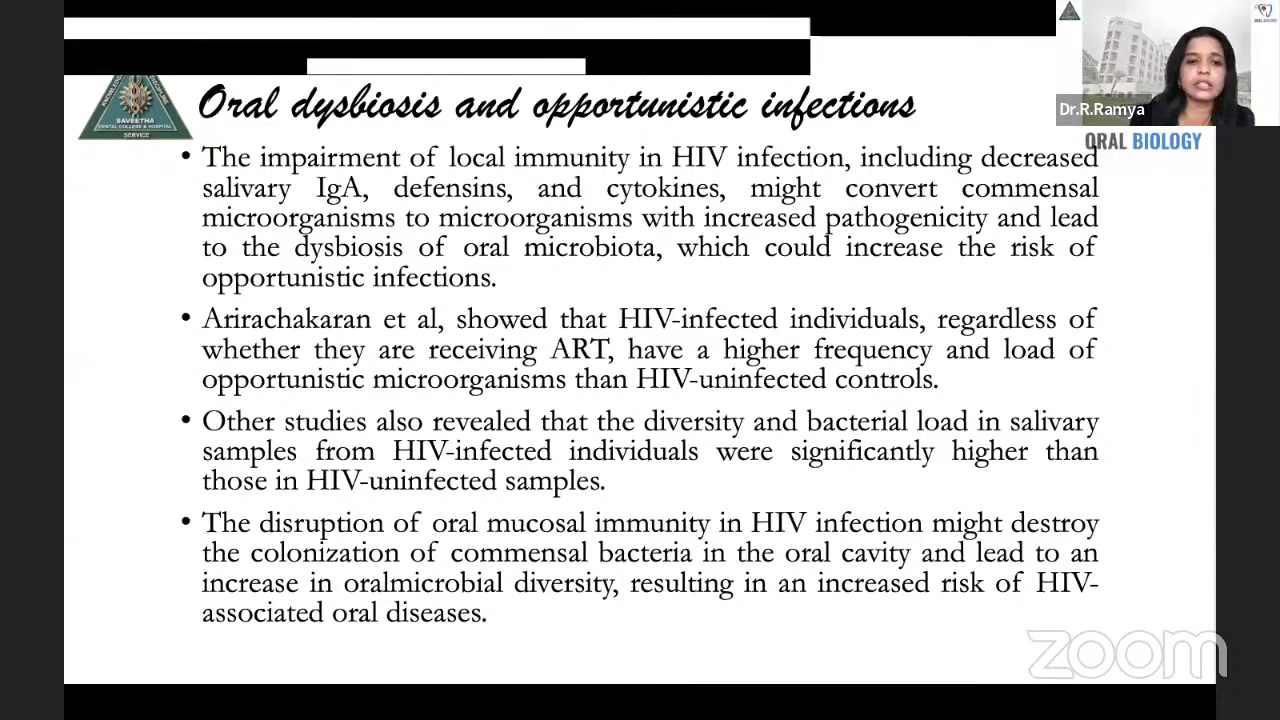 Oral dysbiosis and opportunistic infections
• The impairment of local immunity in HIV infection, including decreased
salivary IgA, defensins, and cytokines, might convert commensal
microorganisms to microorganisms with increased pathogenicity and lead
to the dysbiosis of oral microbiota, which could increase the risk of
opportunistic infections.
• Arirachakaran et al, showed that HIV-infected individuals, regardless of
whether they are receiving ART, have a higher frequency and load of
opportunistic microorganisms than HIV-uninfected controls.
• Other studies also revealed that the diversity and bacterial load in salivary
samples from HIV-infected individuals were significantly higher than
those in HIV-uninfected samples.
• The disruption of oral mucosal immunity in HIV infection might destroy
the colonization of commensal bacteria in the oral cavity and lead to an
increase in oralmicrobial diversity, resulting in an increased risk of HIV-
associated oral diseases.
SAVEETHA
DENTAL COLLEGE & HOSPITAL
SERVICE
Dr.R.Ramya
ORAL BIOLOGY
zoom